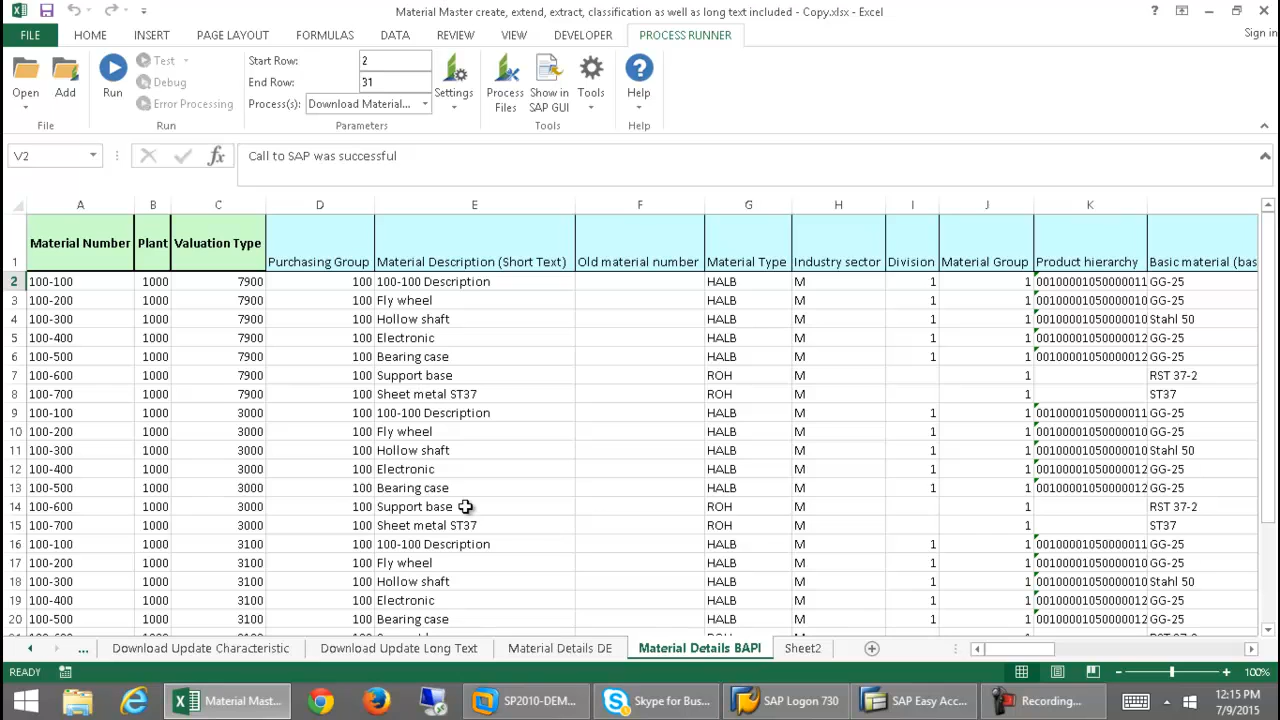 Material Master create, extend, extract, classification as well as long text included - Copy.xlsx - Excel
FILE HOME INSERT PAGE LAYOUT FORMULAS DATA REVIEW VIEW DEVELOPER PROCESS RUNNER Sign in
Open Add Run Test Debug Error Processing
Start Row: 2
End Row: 31
Process(s): Download Material...
Settings Process Files Show in SAP GUI Tools Help
File Run Parameters Tools Help
V2 fx Call to SAP was successful
A B C D E F G H I J K
1 Material Number Plant Valuation Type Purchasing Group Material Description (Short Text) Old material number Material Type Industry sector Division Material Group Product hierarchy Basic material (bas
2 100-100 1000 7900 100 100-100 Description HALB M 1 1 0010000105000011 GG-25
3 100-200 1000 7900 100 Fly wheel HALB M 1 1 0010000105000010 GG-25
4 100-300 1000 7900 100 Hollow shaft HALB M 1 1 0010000105000010 Stahl 50
5 100-400 1000 7900 100 Electronic HALB M 1 1 0010000105000012 GG-25
6 100-500 1000 7900 100 Bearing case HALB M 1 1 0010000105000012 GG-25
7 100-600 1000 7900 100 Support base ROH M 1 RST 37-2
8 100-700 1000 7900 100 Sheet metal ST37 ROH M 1 ST37
9 100-100 1000 3000 100 100-100 Description HALB M 1 1 0010000105000011 GG-25
10 100-200 1000 3000 100 Fly wheel HALB M 1 1 0010000105000010 GG-25
11 100-300 1000 3000 100 Hollow shaft HALB M 1 1 0010000105000010 Stahl 50
12 100-400 1000 3000 100 Electronic HALB M 1 1 0010000105000012 GG-25
13 100-500 1000 3000 100 Bearing case HALB M 1 1 0010000105000012 GG-25
14 100-600 1000 3000 100 Support base ROH M 1 RST 37-2
15 100-700 1000 3000 100 Sheet metal ST37 ROH M 1 ST37
16 100-100 1000 3100 100 100-100 Description HALB M 1 1 0010000105000011 GG-25
17 100-200 1000 3100 100 Fly wheel HALB M 1 1 0010000105000010 GG-25
18 100-300 1000 3100 100 Hollow shaft HALB M 1 1 0010000105000010 Stahl 50
19 100-400 1000 3100 100 Electronic HALB M 1 1 0010000105000012 GG-25
20 100-500 1000 3100 100 Bearing case HALB M 1 1 0010000105000012 GG-25
... Download Update Characteristic Download Update Long Text Material Details DE Material Details BAPI Sheet2
READY 100%
Material Mast... SP2010-DEM... Skype for Bus... SAP Logon 730 SAP Easy Acc... Recording...
12:15 PM
7/9/2015